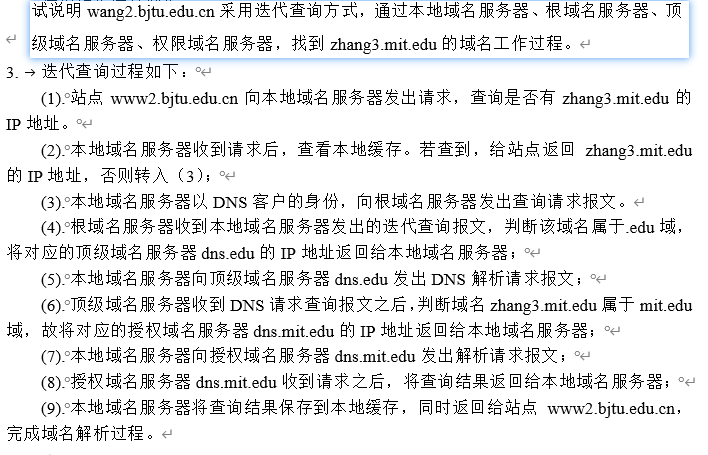 试说明 wang2.bjtu.edu.cn 采用迭代查询方式，通过本地域名服务器、根域名服务器、顶
级域名服务器、权限域名服务器，找到 zhang3.mit.edu 的域名工作过程。
3. → 迭代查询过程如下：
(1).站点 www2.bjtu.edu.cn 向本地域名服务器发出请求，查询是否有 zhang3.mit.edu 的
IP 地址。
(2).本地域名服务器收到请求后，查看本地缓存。若查到，给站点返回 zhang3.mit.edu
的 IP 地址，否则转入（3）；
(3).本地域名服务器以 DNS 客户的身份，向根域名服务器发出查询请求报文。
(4).根域名服务器收到本地域名服务器发出的迭代查询报文，判断该域名属于.edu 域，
将对应的顶级域名服务器 dns.edu 的 IP 地址返回给本地域名服务器；
(5).本地域名服务器向顶级域名服务器 dns.edu 发出 DNS 解析请求报文；
(6).顶级域名服务器收到 DNS 请求查询报文之后，判断域名 zhang3.mit.edu 属于 mit.edu
域，故将对应的授权域名服务器 dns.mit.edu 的 IP 地址返回给本地域名服务器；
(7).本地域名服务器向授权域名服务器 dns.mit.edu 发出解析请求报文；
(8).授权域名服务器 dns.mit.edu 收到请求之后，将查询结果返回给本地域名服务器；
(9).本地域名服务器将查询结果保存到本地缓存，同时返回给站点 www2.bjtu.edu.cn，
完成域名解析过程。